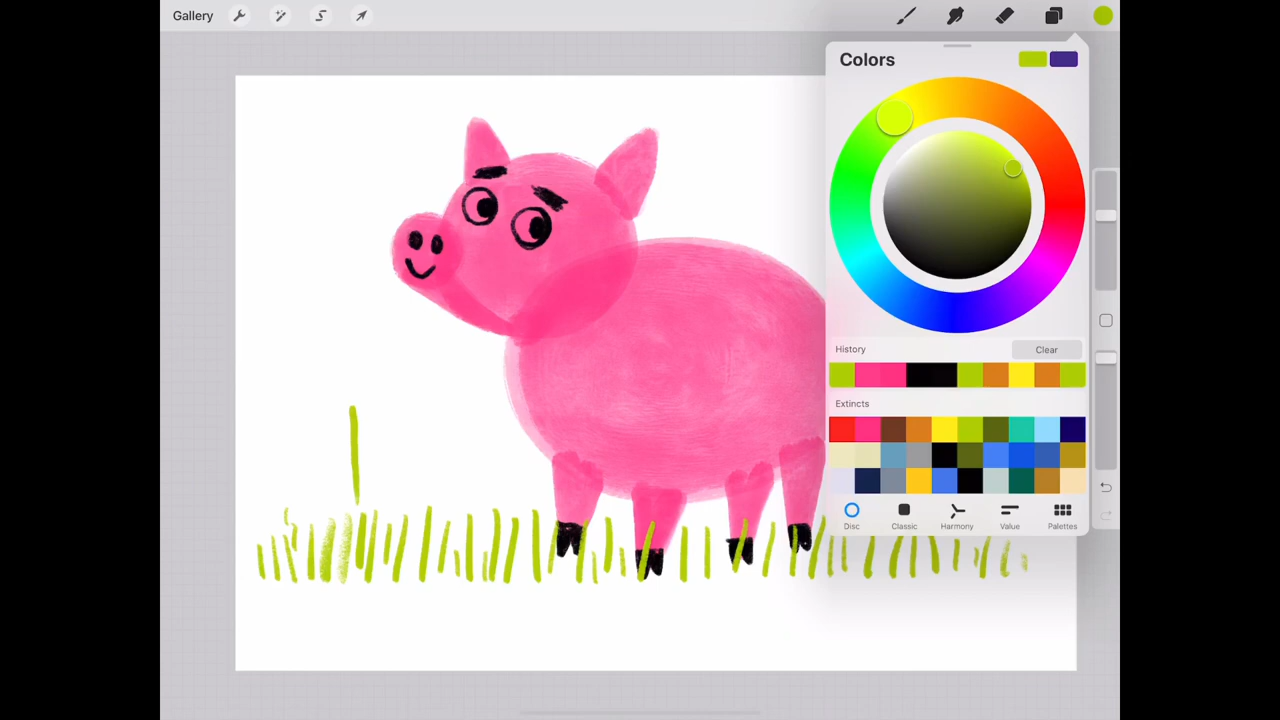 Gallery
Colors
History
Clear
Extincts
Disc
Classic
Harmony
Value
Palettes